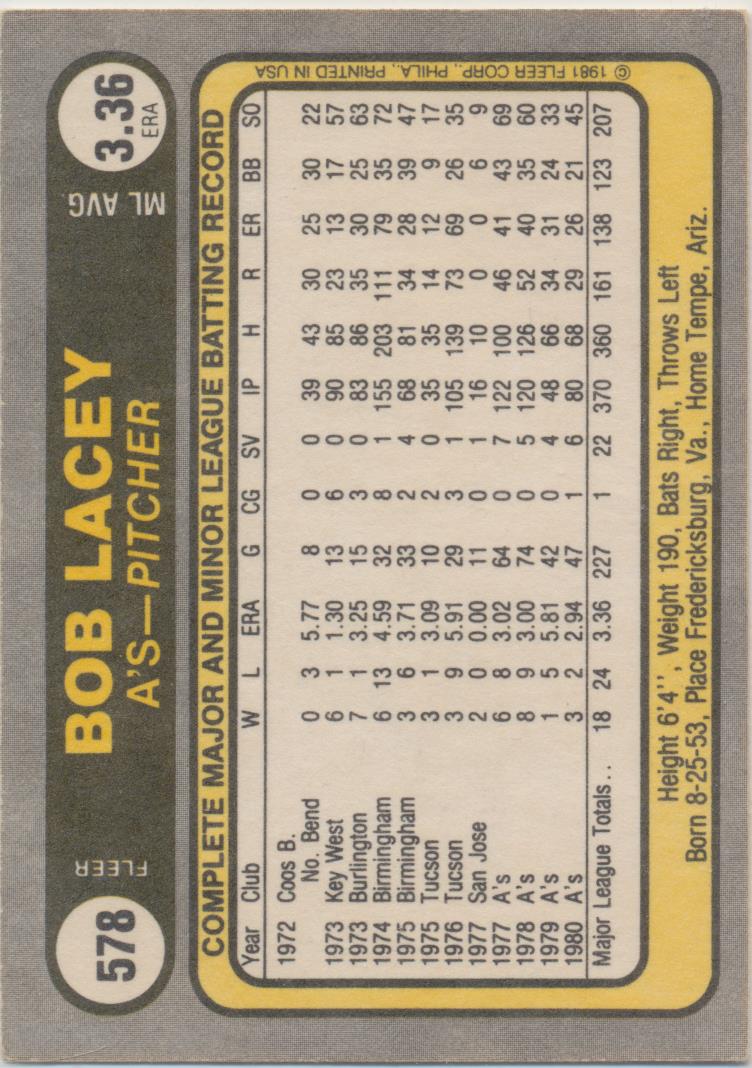 578 FLEER BOB LACEY ML AVG. 3.36
A'S—PITCHER ERA
COMPLETE MAJOR AND MINOR LEAGUE BATTING RECORD
Year Club W L ERA G CG SV IP H R ER BB SO
1972 Coos B.
No. Bend 0 3 5.77 8 0 0 39 43 30 25 30 22
1973 Key West 6 1 1.30 13 6 0 90 85 23 13 17 57
1973 Burlington 7 1 3.25 15 3 0 83 86 35 30 25 63
1974 Birmingham 6 13 4.59 32 8 1 155 203 111 79 35 72
1975 Birmingham 3 6 3.71 33 2 4 68 81 34 28 39 47
1975 Tucson 3 1 3.09 10 2 0 35 35 14 12 9 17
1976 Tucson 3 9 5.91 29 3 1 105 139 73 69 26 35
1977 San Jose 2 0 0.00 11 0 1 16 10 0 0 6 9
1977 A's 6 8 3.02 64 0 7 122 100 46 41 43 69
1978 A's 8 9 3.00 74 0 5 120 126 52 40 35 60
1979 A's 1 5 5.81 42 0 4 48 66 34 31 24 33
1980 A's 3 2 2.94 47 1 6 80 68 29 26 21 45
Major League Totals.. 18 24 3.36 227 1 22 370 360 161 138 123 207
Height 6'4'', Weight 190, Bats Right, Throws Left
Born 8-25-53, Place Fredericksburg, Va., Home Tempe, Ariz.
© 1981 FLEER CORP., PHILA., PRINTED IN USA